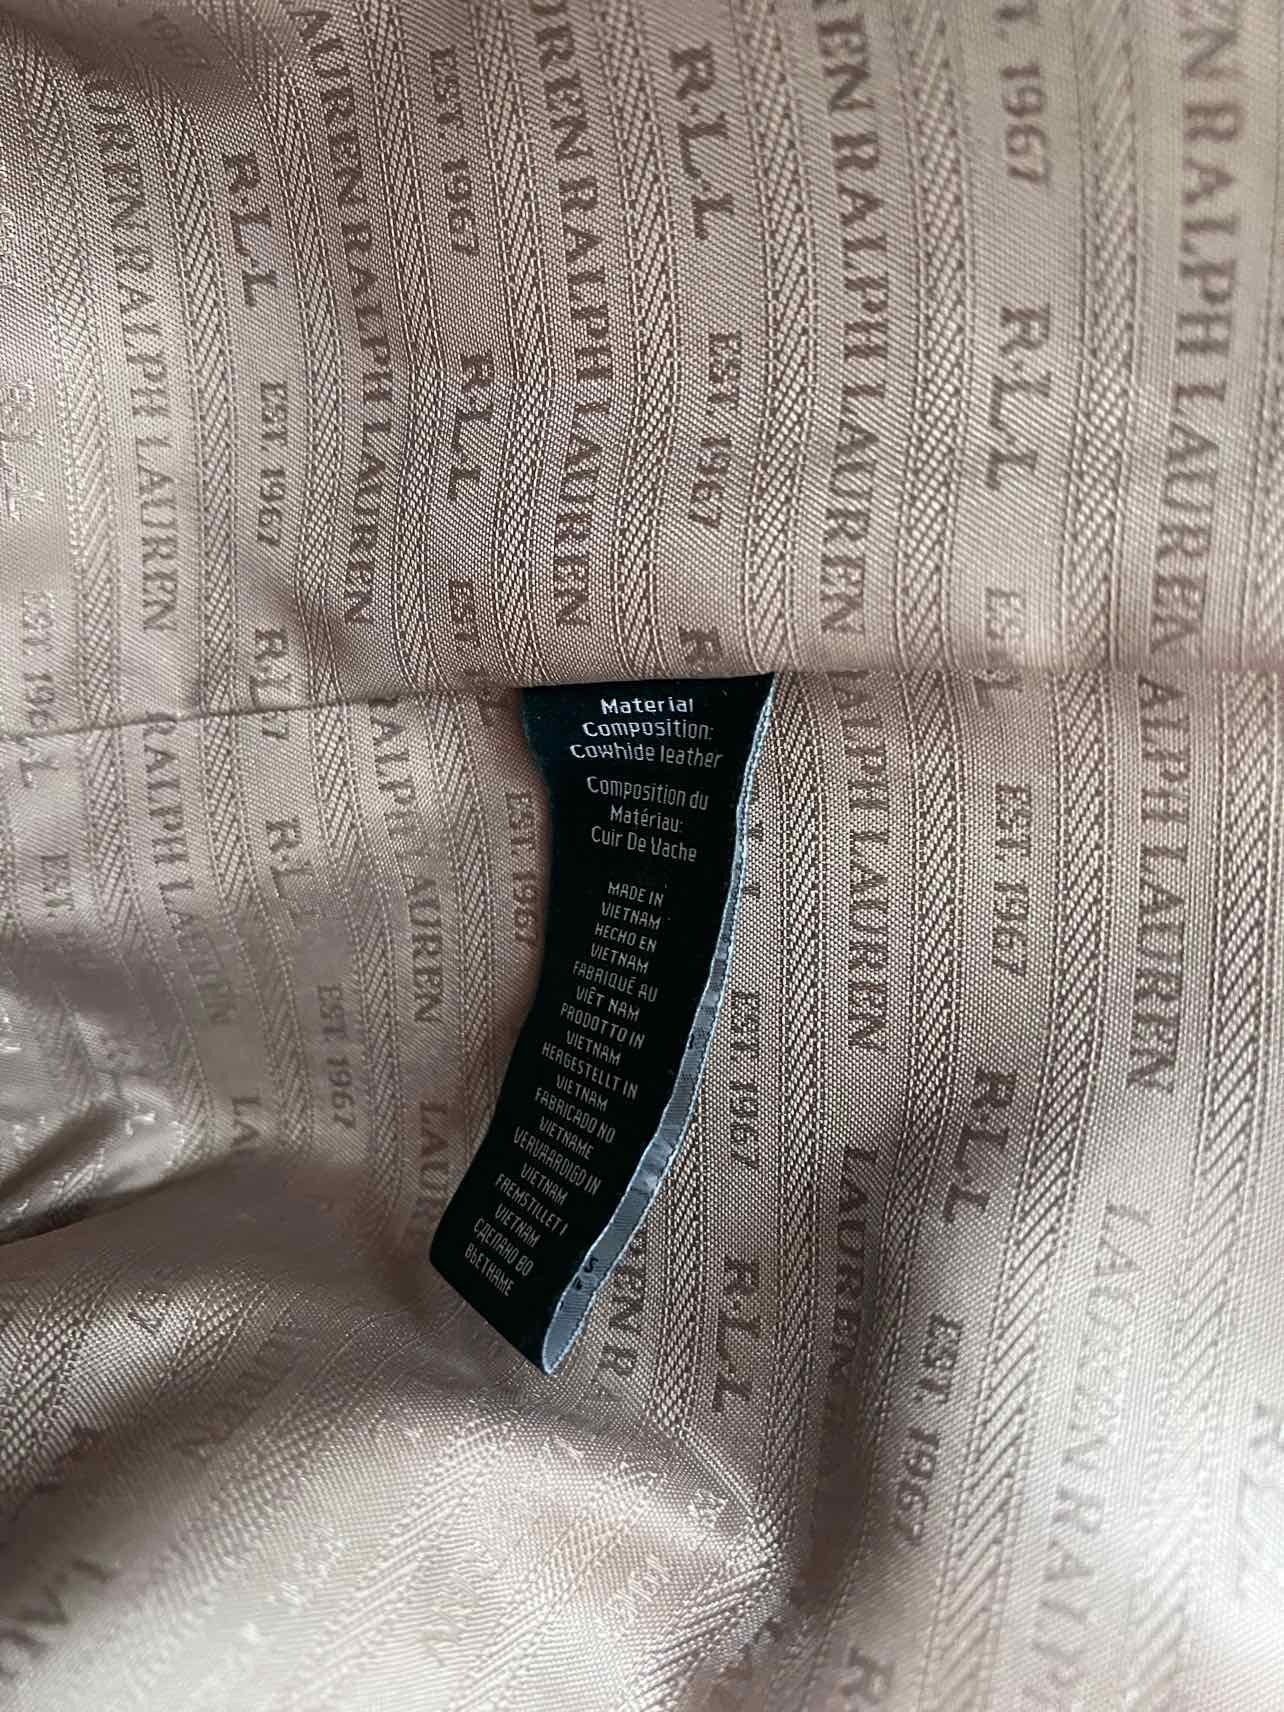 Material
Composition:
Cowhide leather
Composition du
Matériau:
Cuir De Vache
MADE IN
VIETNAM
HECHO EN
VIETNAM
FABRIQUÉ AU
VIÊT NAM
PRODOTTO IN
VIETNAM
HERGESTELLT IN
VIETNAM
FABRICADO NO
VIETNAME
VERVAARDIGD IN
VIETNAM
FREMSTILLET I
VIETNAM
СДЕЛАНО ВО
ВЬЕТНАМЕ
LAUREN RALPH LAUREN
R.L.L
EST. 1967